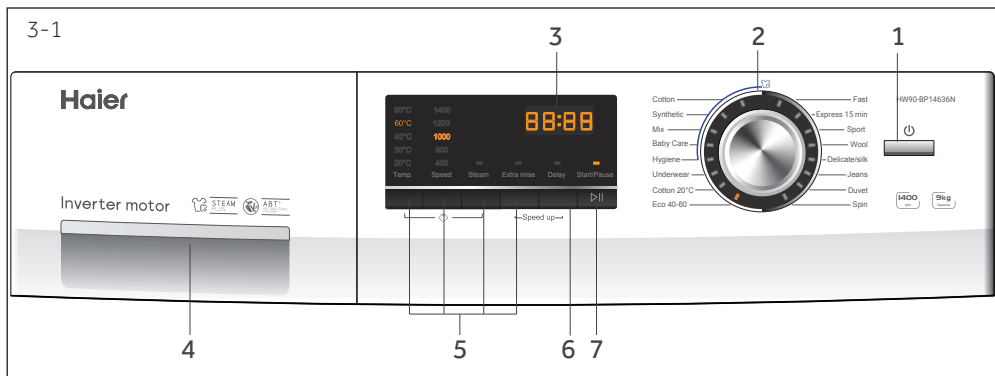 3-1
3
2
1
Haier
90°C 1400
60°C 1200
40°C 1000
30°C 800
20°C 400
88:88
Temp. Speed Steam Extra rinse Delay Start/Pause
Speed up
Cotton
Synthetic
Mix
Baby Care
Hygiene
Underwear
Cotton 20°C
Eco 40-60
Fast
Express 15 min
Sport
Wool
Delicate/silk
Jeans
Duvet
Spin
HW90-BP14636N
Inverter motor STEAM PLUS ABT
1400
rpm
9kg
Capacity
4
5
6
7